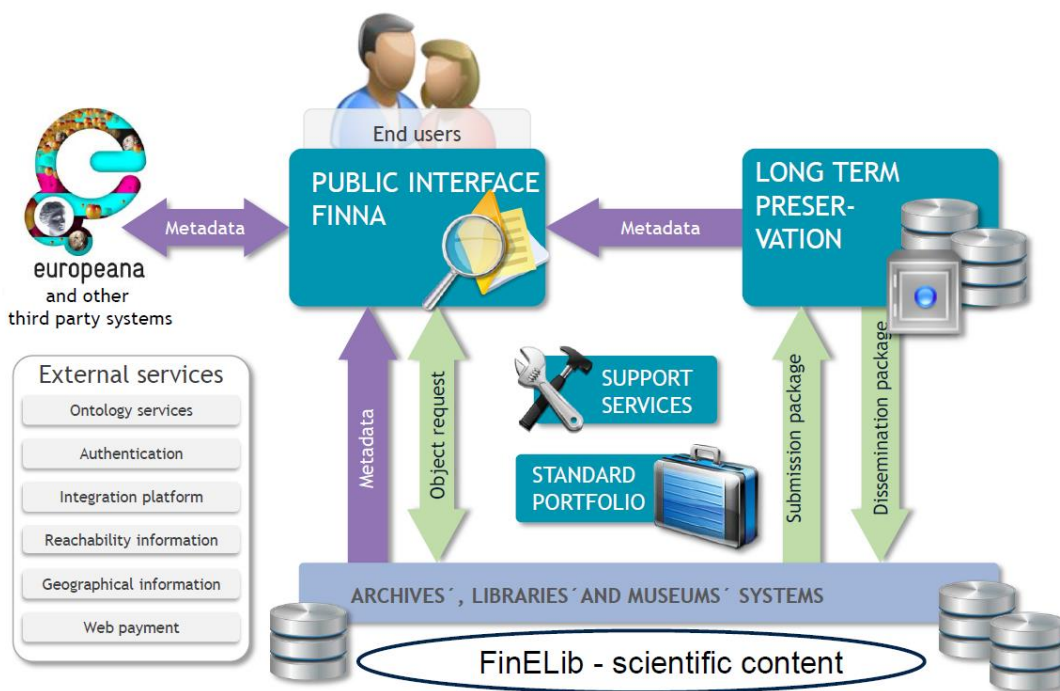 End users
PUBLIC INTERFACE
FINNA
LONG TERM
PRESER-
VATION
Metadata
Metadata
europeana
and other
third party systems
External services
Ontology services
Authentication
Integration platform
Reachability information
Geographical information
Web payment
Metadata
Object request
SUPPORT
SERVICES
STANDARD
PORTFOLIO
Submission package
Dissemination package
ARCHIVES´, LIBRARIES´AND MUSEUMS´ SYSTEMS
FinELib - scientific content